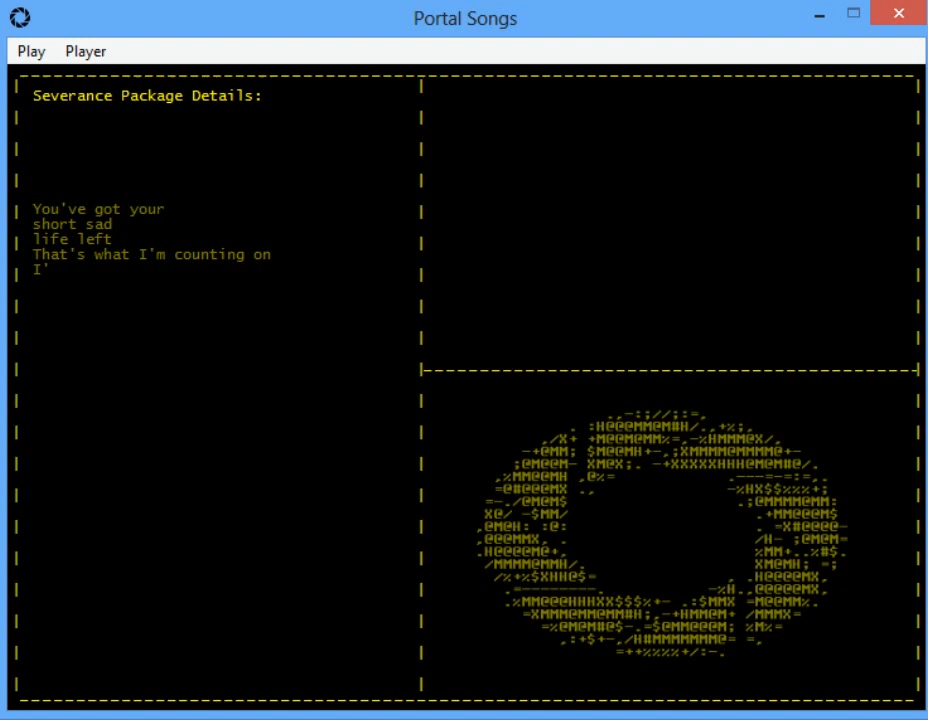 Portal Songs
Play Player
Severance Package Details:
You've got your
short sad
life left
That's what I'm counting on
I'